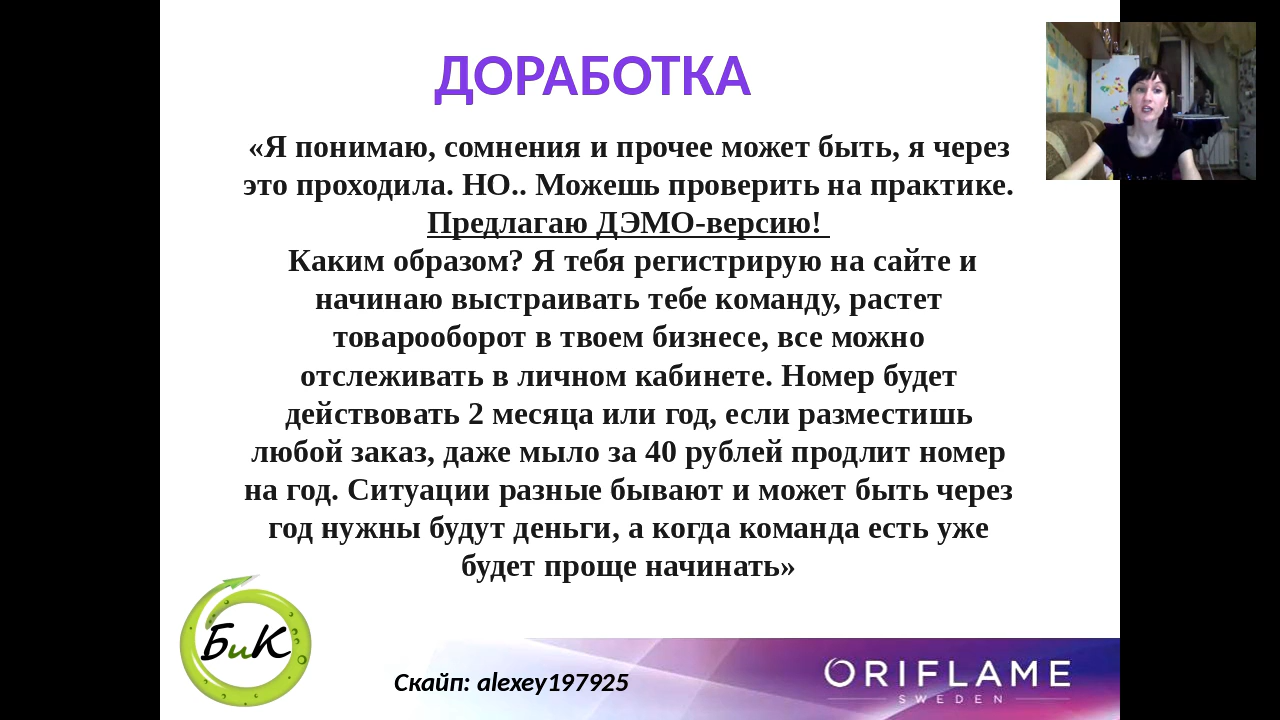 ДОРАБОТКА
«Я понимаю, сомнения и прочее может быть, я через
это проходила. НО.. Можешь проверить на практике.
Предлагаю ДЭМО-версию!
Каким образом? Я тебя регистрирую на сайте и
начинаю выстраивать тебе команду, растет
товарооборот в твоем бизнесе, все можно
отслеживать в личном кабинете. Номер будет
действовать 2 месяца или год, если разместишь
любой заказ, даже мыло за 40 рублей продлит номер
на год. Ситуации разные бывают и может быть через
год нужны будут деньги, а когда команда есть уже
будет проще начинать»
БиК
Скайп: alexey197925
ORIFLAME
SWEDEN